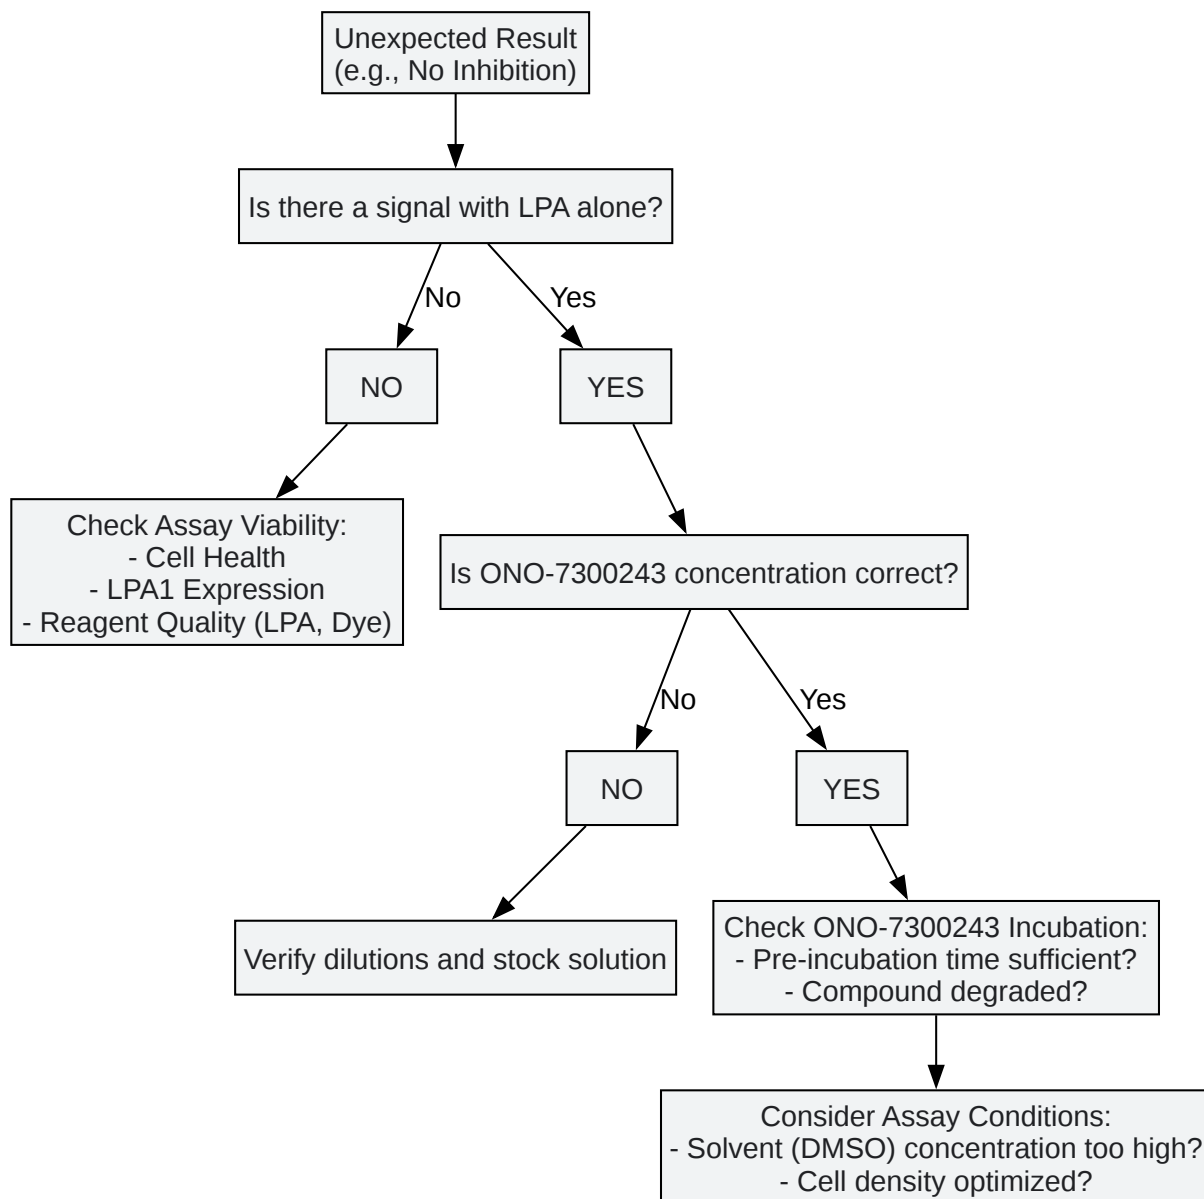 Unexpected Result
(e.g., No Inhibition)
Is there a signal with LPA alone?
No
Yes
NO
YES
Check Assay Viability:
- Cell Health
- LPA1 Expression
- Reagent Quality (LPA, Dye)
Is ONO-7300243 concentration correct?
No
Yes
NO
YES
Verify dilutions and stock solution
Check ONO-7300243 Incubation:
- Pre-incubation time sufficient?
- Compound degraded?
Consider Assay Conditions:
- Solvent (DMSO) concentration too high?
- Cell density optimized?